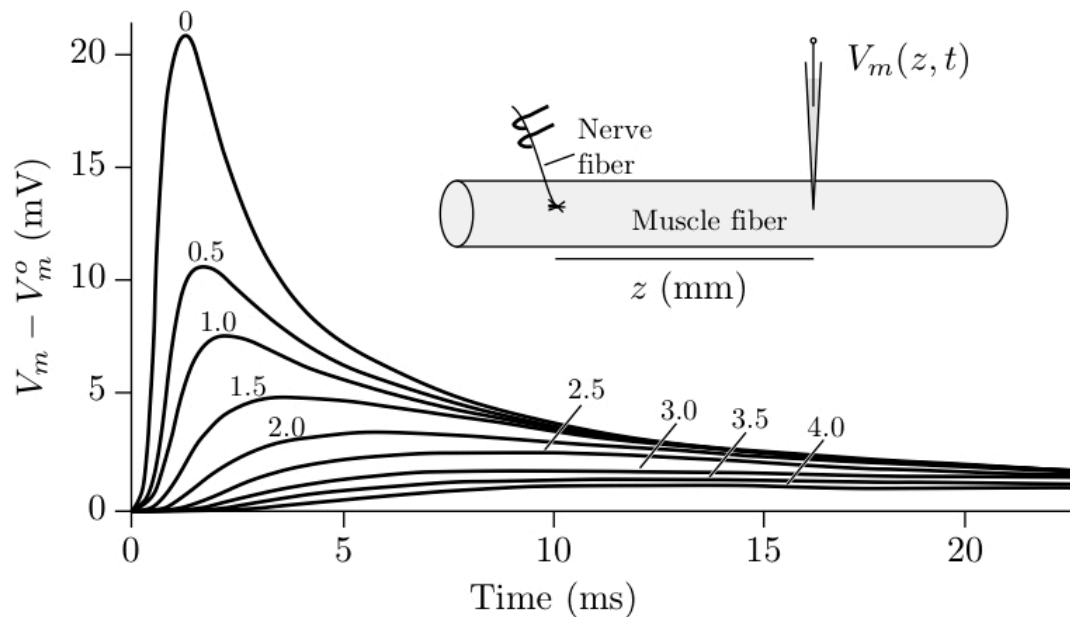 0
20
V_m(z, t)
Nerve
fiber
15
Muscle fiber
V_m − V_m^o (mV)
0.5
10
z (mm)
1.0
1.5
2.5
5
3.0
2.0
3.5
4.0
0
0
5
10
15
20
Time (ms)